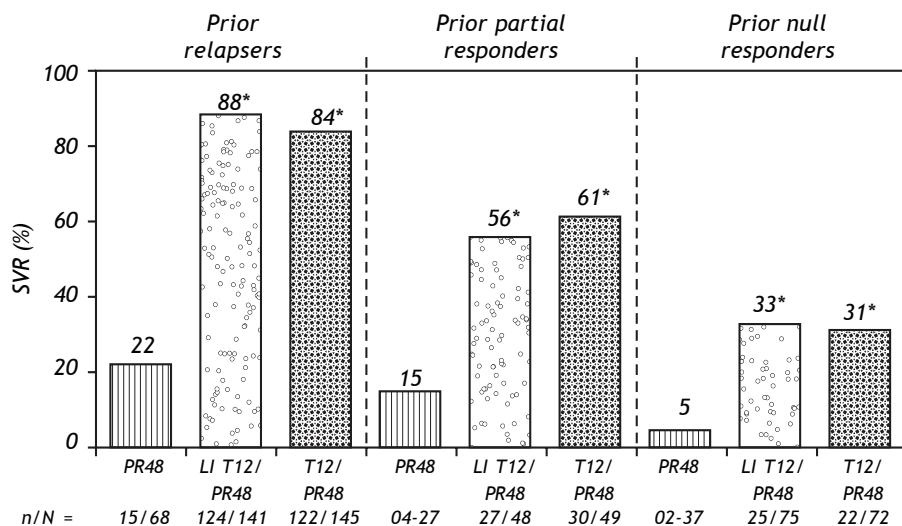 Prior
relapsers
Prior partial
responders
Prior null
responders
SVR (%)
100
80
60
40
20
0
22
88*
84*
15
56*
61*
5
33*
31*
PR48
LI T12/
PR48
T12/
PR48
PR48
LI T12/
PR48
T12/
PR48
PR48
LI T12/
PR48
T12/
PR48
n/N = 15/68 124/141 122/145 04-27 27/48 30/49 02-37 25/75 22/72